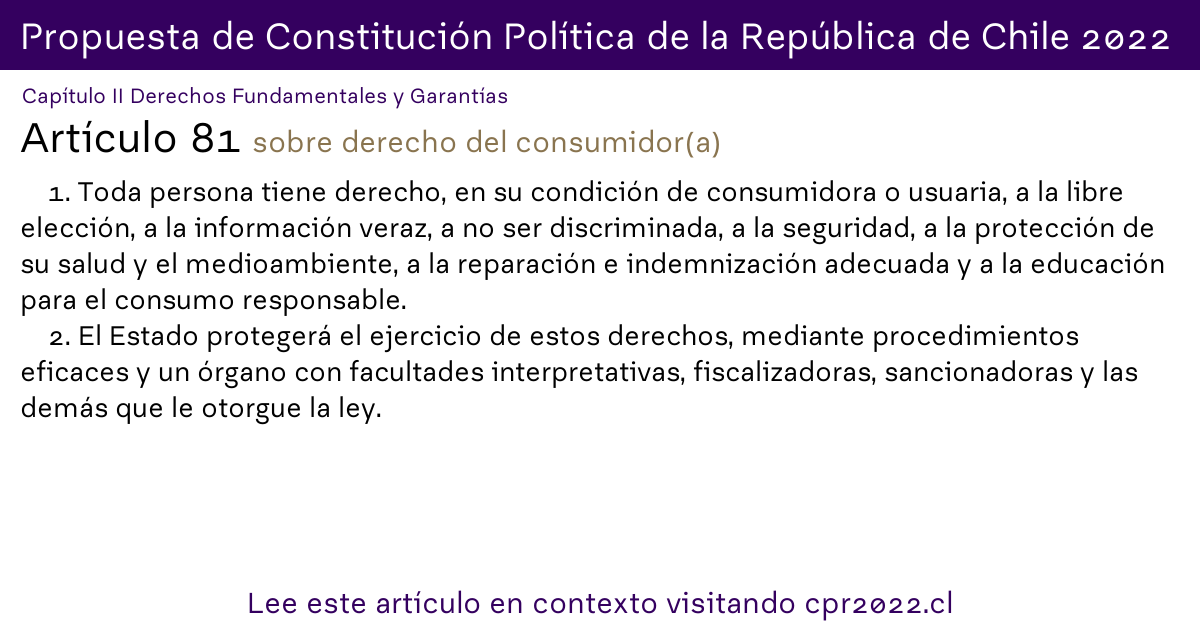 Propuesta de Constitución Política de la República de Chile 2022
Capítulo II Derechos Fundamentales y Garantías
Artículo 81 sobre derecho del consumidor(a)
1. Toda persona tiene derecho, en su condición de consumidora o usuaria, a la libre
elección, a la información veraz, a no ser discriminada, a la seguridad, a la protección de
su salud y el medioambiente, a la reparación e indemnización adecuada y a la educación
para el consumo responsable.
2. El Estado protegerá el ejercicio de estos derechos, mediante procedimientos
eficaces y un órgano con facultades interpretativas, fiscalizadoras, sancionadoras y las
demás que le otorgue la ley.
Lee este artículo en contexto visitando cpr2022.cl